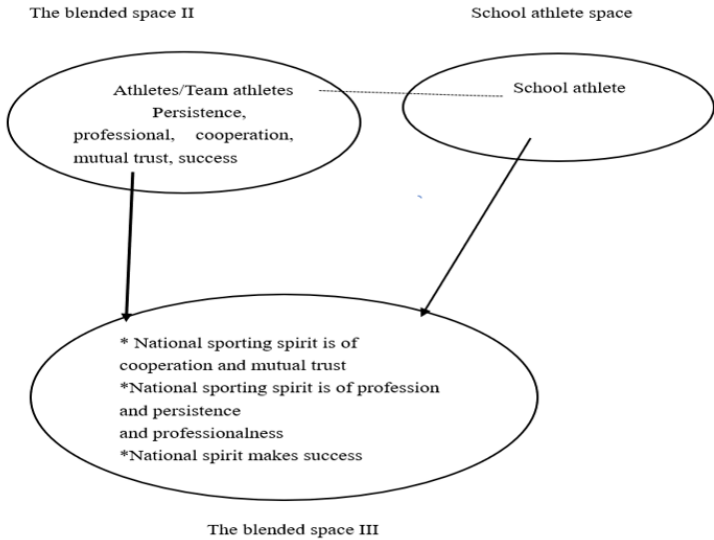 The blended space II
School athlete space
Athletes/Team athletes
Persistence,
professional, cooperation,
mutual trust, success
School athlete
* National sporting spirit is of
cooperation and mutual trust
*National sporting spirit is of profession
and persistence
and professionalness
*National spirit makes success
The blended space III